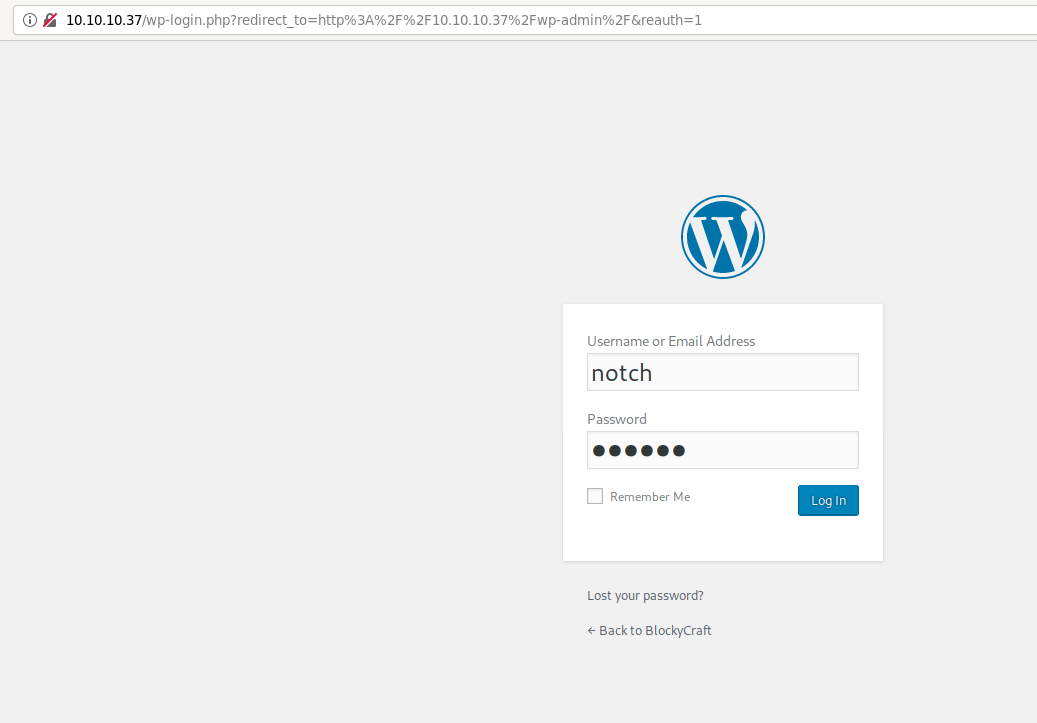 10.10.10.37/wp-login.php?redirect_to=http%3A%2F%2F10.10.10.37%2Fwp-admin%2F&reauth=1
Username or Email Address
notch
Password
●●●●●●
Remember Me
Log In
Lost your password?
← Back to BlockyCraft